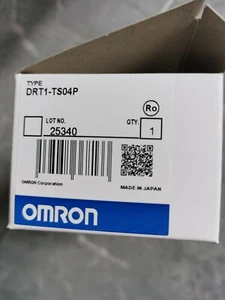 TYPE
DRT1-TS04P
Ro
LOT NO.
QTY.
25340
1
OMRON Corporation
MADE IN JAPAN
OMRON